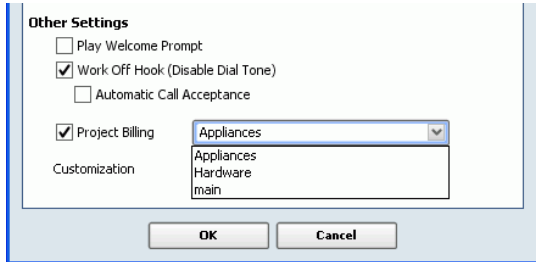 Other Settings
Play Welcome Prompt
Work Off Hook (Disable Dial Tone)
Automatic Call Acceptance
Project Billing Appliances
Appliances
Customization
Hardware
main
OK Cancel